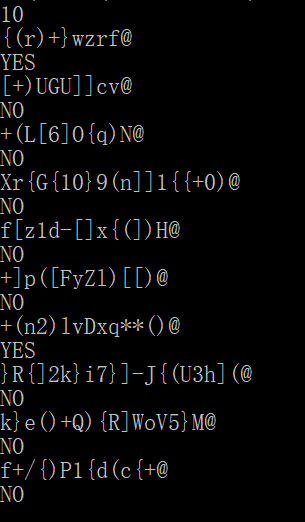 10
{(r)+}wzrf@
YES
[+)UGU]]cv@
NO
+(L[6]O{q)N@
NO
Xr{G{10}9(n]]1{{+0)@
NO
f[z1d-[]x{(])H@
NO
+]p([FyZl)[[)@
NO
+(n2)lvDxq**()@
YES
}R{]2k}i7}]-J{(U3h](@
NO
k}e()+Q){R]WoV5}M@
NO
f+/{)P1{d(c{+@
NO